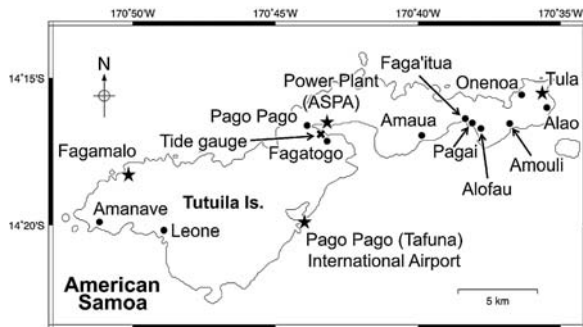 170˚50'W
170˚45'W
170˚40'W
170˚35'W
14˚15'S
14˚20'S
N
Faga'itua
Onenoa
Tula
Power Plant
(ASPA)
Pago Pago
Amaua
Alao
Tide gauge
Pagai
Amouli
Fagatogo
Alofau
Fagamalo
Tutuila Is.
Amanave
Leone
Pago Pago (Tafuna)
International Airport
American
Samoa
5 km